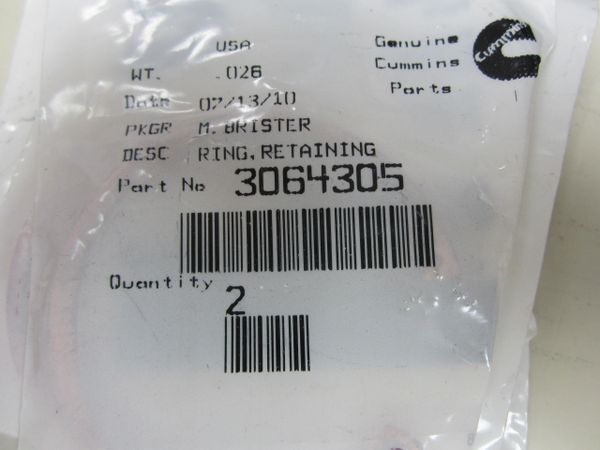 USA
Genuine
Cummins
Parts
Cummins
WT. .026
Date 07/13/10
PKGR M. BRISTER
DESC RING, RETAINING
Part No 3064305
Quantity 2